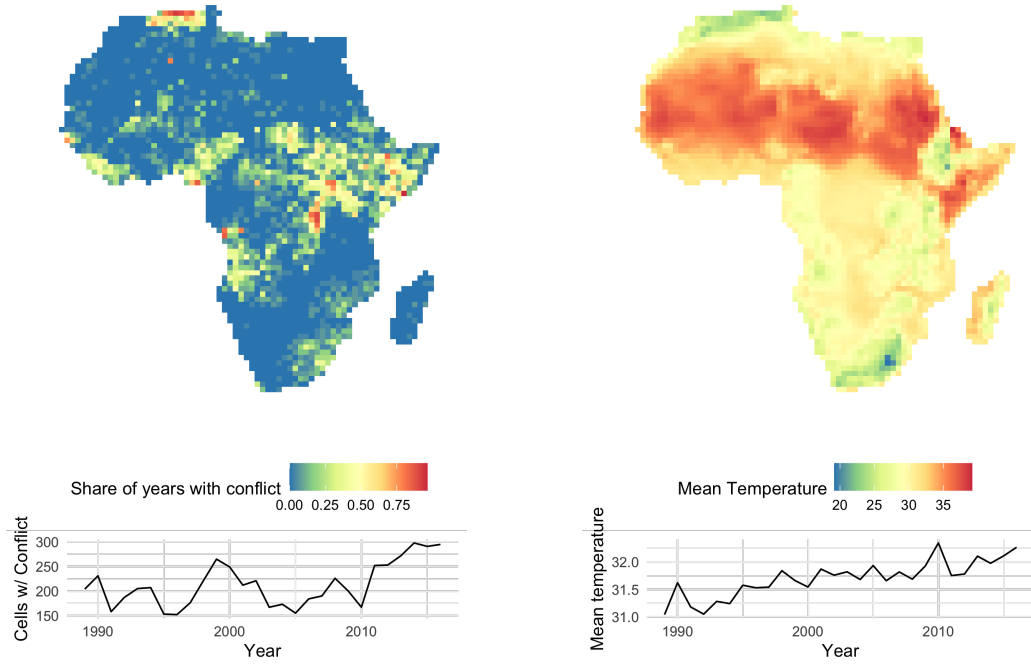 Share of years with conflict
0.00 0.25 0.50 0.75
Mean Temperature
20 25 30 35
Cells w/ Conflict
300
250
200
150
1990 2000 2010
Year
Mean temperature
32.0
31.5
31.0
1990 2000 2010
Year